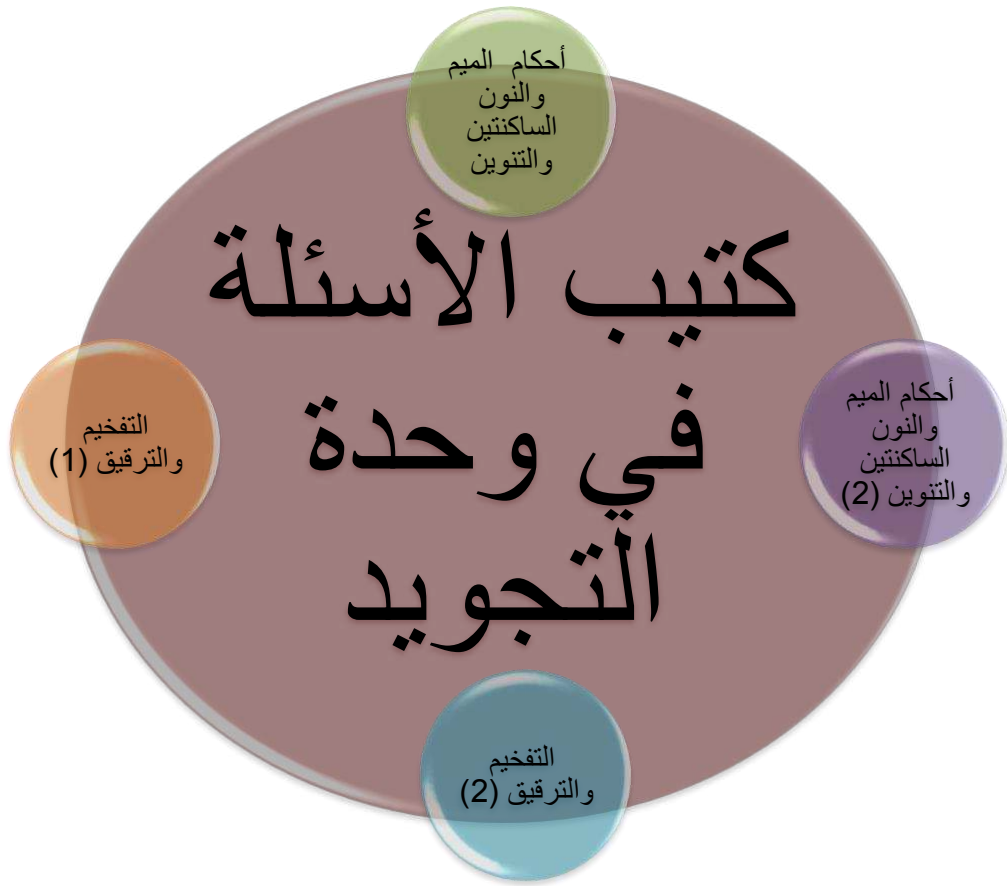 أحكام الميم
والنون
الساكنتين
والتنوين
كتيب الأسئلة
في وحدة
التجويد
أحكام الميم
والنون
الساكنتين
والتنوين (2)
التفخيم
والترقيق (1)
التفخيم
والترقيق (2)